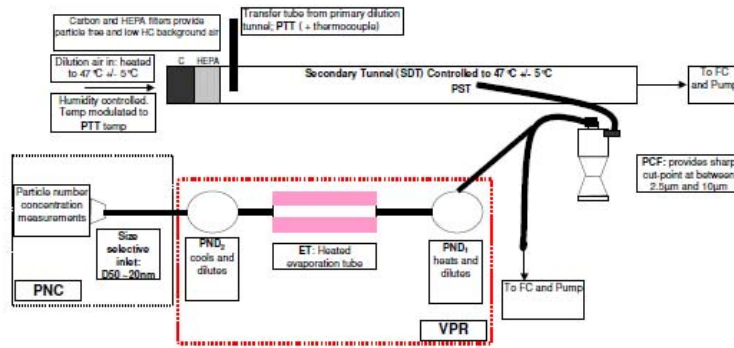 Carbon and HEPA filters provide
particle free and low HC background air
Transfer tube from primary dilution
tunnel; PTT ( + thermocouple)
Dilution air in: heated
to 47°C +/- 5°C
C HEPA
Secondary Tunnel (SDT) Controlled to 47°C +/- 5°C
PST
To FC
and Pump
Humidity controlled.
Temp modulated to
PTT temp
PCF: provides sharp
cut-point at between
2.5µm and 10µm
Particle number
concentration
measurements
Size
selective
inlet:
D50 ~20nm
PNC
PND2
cools and
dilutes
ET: Heated
evaporation tube
PND1
heats and
dilutes
VPR
To FC and Pump